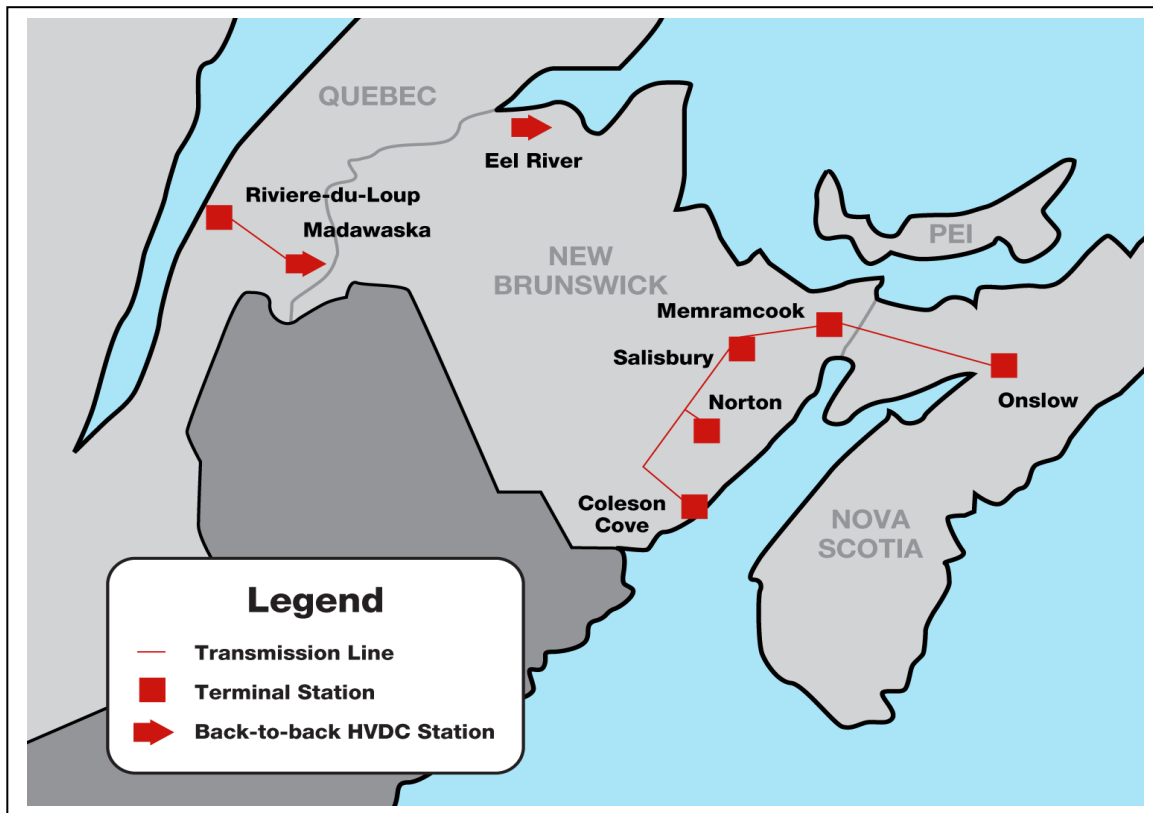 QUEBEC
Eel River
Riviere-du-Loup
Madawaska
PEI
NEW
BRUNSWICK
Memramcook
Salisbury
Norton
Onslow
Coleson
Cove
NOVA
SCOTIA
Legend
Transmission Line
Terminal Station
Back-to-back HVDC Station